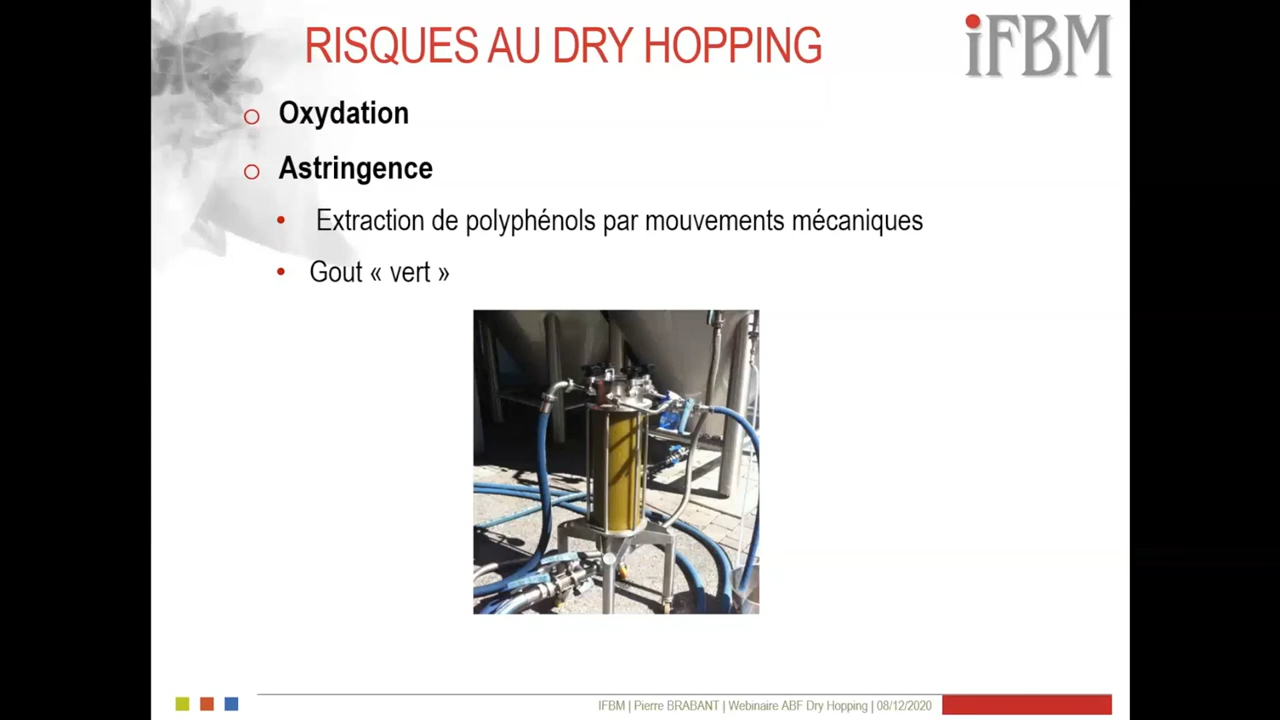 RISQUES AU DRY HOPPING
iFBM
Oxydation
Astringence
Extraction de polyphénols par mouvements mécaniques
Gout « vert »
IFBM | Pierre BRABANT | Webinaire ABF Dry Hopping | 08/12/2020